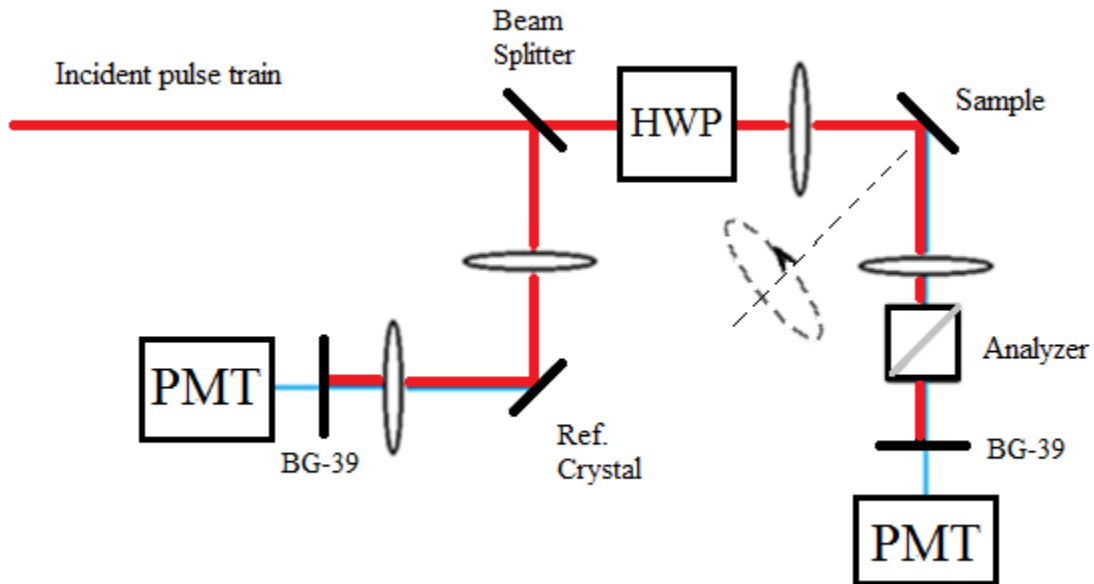 Beam
Splitter
Incident pulse train
HWP
Sample
Analyzer
PMT
BG-39
Ref.
Crystal
BG-39
PMT